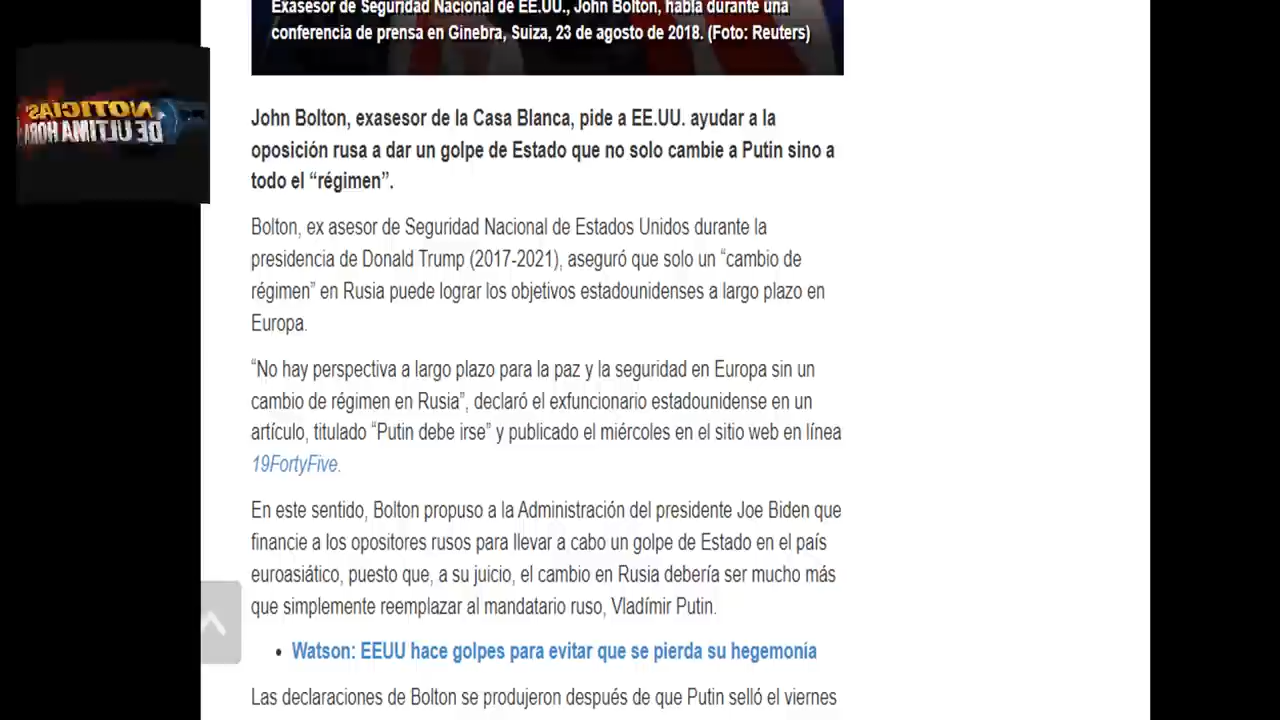 Exasesor de Seguridad Nacional de EE.UU., John Bolton, habla durante una
conferencia de prensa en Ginebra, Suiza, 23 de agosto de 2018. (Foto: Reuters)
NOTICIAS
DE ULTIMA HORA
John Bolton, exasesor de la Casa Blanca, pide a EE.UU. ayudar a la
oposición rusa a dar un golpe de Estado que no solo cambie a Putin sino a
todo el “régimen”.
Bolton, ex asesor de Seguridad Nacional de Estados Unidos durante la
presidencia de Donald Trump (2017-2021), aseguró que solo un “cambio de
régimen” en Rusia puede lograr los objetivos estadounidenses a largo plazo en
Europa.
“No hay perspectiva a largo plazo para la paz y la seguridad en Europa sin un
cambio de régimen en Rusia”, declaró el exfuncionario estadounidense en un
artículo, titulado “Putin debe irse” y publicado el miércoles en el sitio web en línea
19FortyFive.
En este sentido, Bolton propuso a la Administración del presidente Joe Biden que
financie a los opositores rusos para llevar a cabo un golpe de Estado en el país
euroasiático, puesto que, a su juicio, el cambio en Rusia debería ser mucho más
que simplemente reemplazar al mandatario ruso, Vladímir Putin.
• Watson: EEUU hace golpes para evitar que se pierda su hegemonía
Las declaraciones de Bolton se produjeron después de que Putin selló el viernes